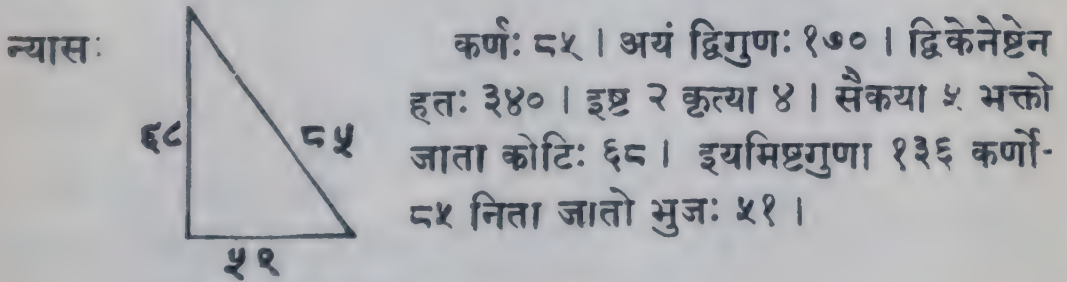 न्यासः
कर्णः ८५ । अयं द्विगुणः १७० । द्विकेनेष्टेन
हतः ३४० । इष्ट २ कृत्या ४ । सैकया ५ भक्तो
जाता कोटिः ६८ । इयमिष्टगुणा १३६ कर्णो-
८५ निता जातो भुजः ५१ ।
६८
८५
५१